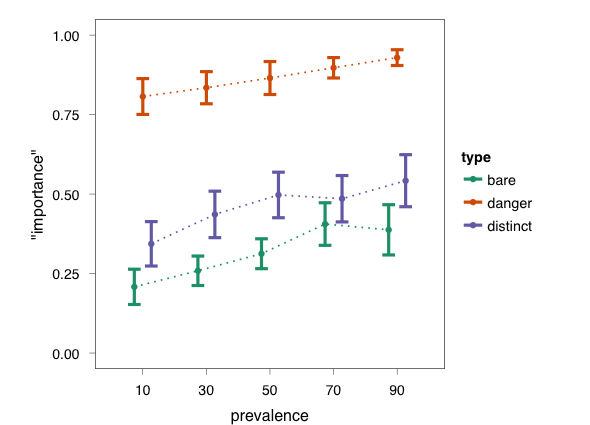 1.00
0.75
0.50
0.25
0.00
"importance"
10 30 50 70 90
prevalence
type
bare
danger
distinct